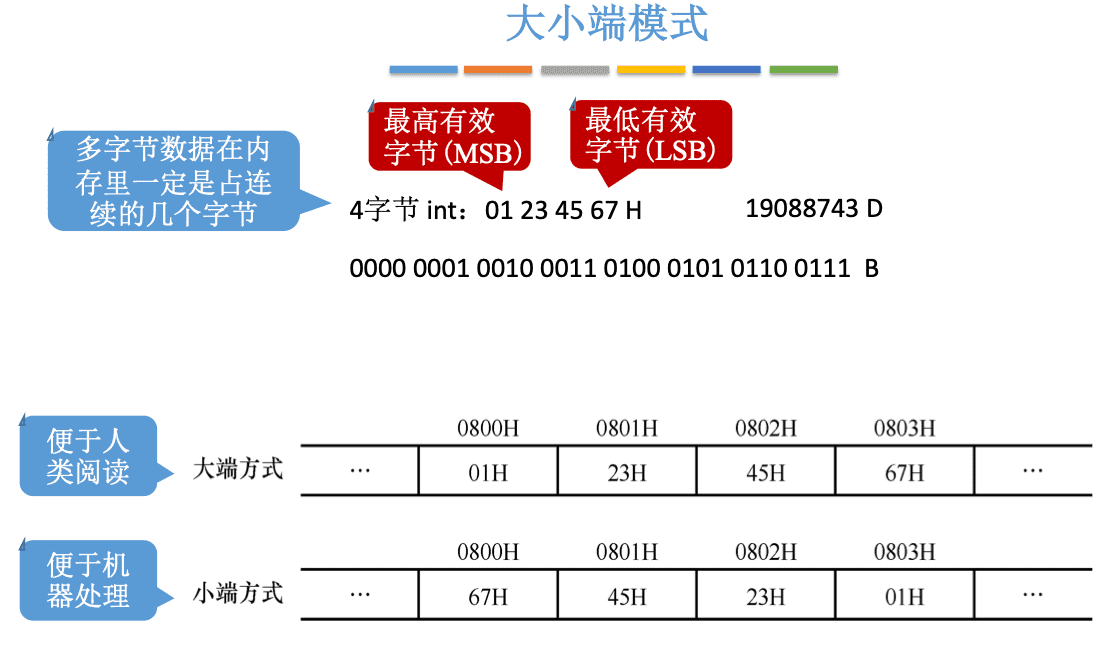 大小端模式
最高有效
字节(MSB)
最低有效
字节(LSB)
多字节数据在内
存里一定是占连
续的几个字节
4字节 int：01 23 45 67 H
19088743 D
0000 0001 0010 0011 0100 0101 0110 0111 B
便于人
类阅读
0800H 0801H 0802H 0803H
大端方式 … 01H 23H 45H 67H …
便于机
器处理
0800H 0801H 0802H 0803H
小端方式 … 67H 45H 23H 01H …